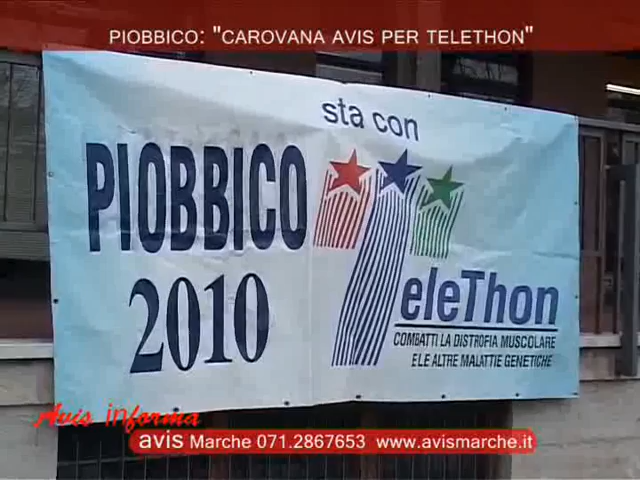 PIOBBICO: "CAROVANA AVIS PER TELETHON"
sta con
PIOBBICO
2010
eleThon
COMBATTI LA DISTROFIA MUSCOLARE
E LE ALTRE MALATTIE GENETICHE
Avis informa
avis Marche 071.2867653 www.avismarche.it